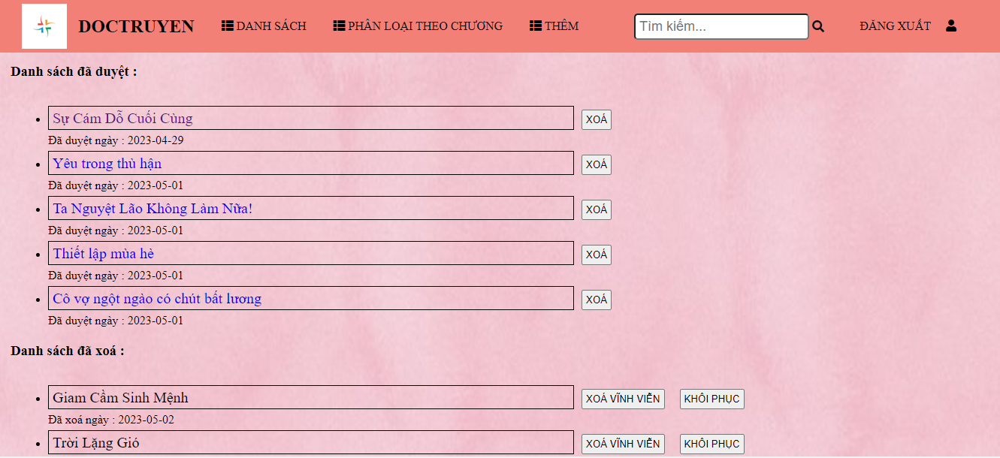 DOCTRUYEN DANH SÁCH PHÂN LOẠI THEO CHƯƠNG THÊM Tìm kiếm... ĐĂNG XUẤT
Danh sách đã duyệt :
Sự Cám Dỗ Cuối Cùng XOÁ
Đã duyệt ngày : 2023-04-29
Yêu trong thù hận XOÁ
Đã duyệt ngày : 2023-05-01
Ta Nguyệt Lão Không Làm Nữa! XOÁ
Đã duyệt ngày : 2023-05-01
Thiết lập mùa hè XOÁ
Đã duyệt ngày : 2023-05-01
Cô vợ ngột ngào có chút bất lương XOÁ
Đã duyệt ngày : 2023-05-01
Danh sách đã xoá :
Giam Cầm Sinh Mệnh XOÁ VĨNH VIỄN KHÔI PHỤC
Đã xoá ngày : 2023-05-02
Trời Lặng Gió XOÁ VĨNH VIỄN KHÔI PHỤC